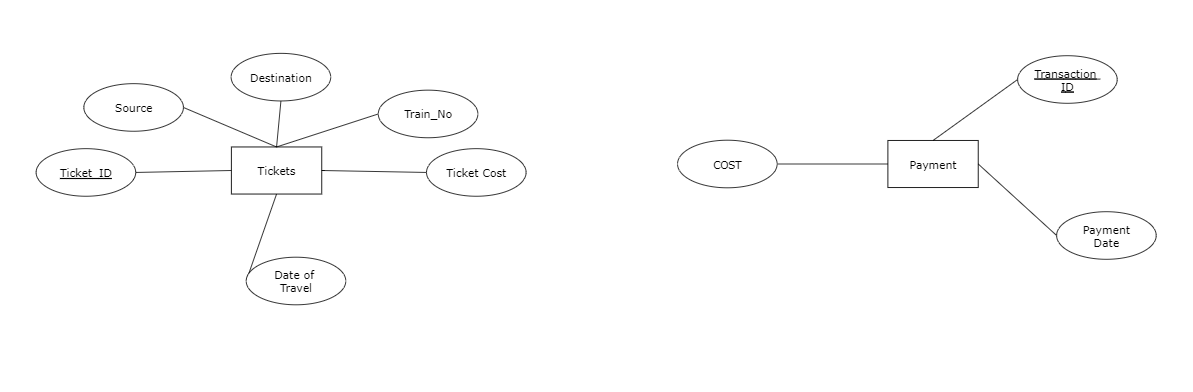 Destination
Source
Train_No
Ticket_ID
Tickets
Ticket Cost
Date of
Travel
Transaction
ID
COST
Payment
Payment
Date